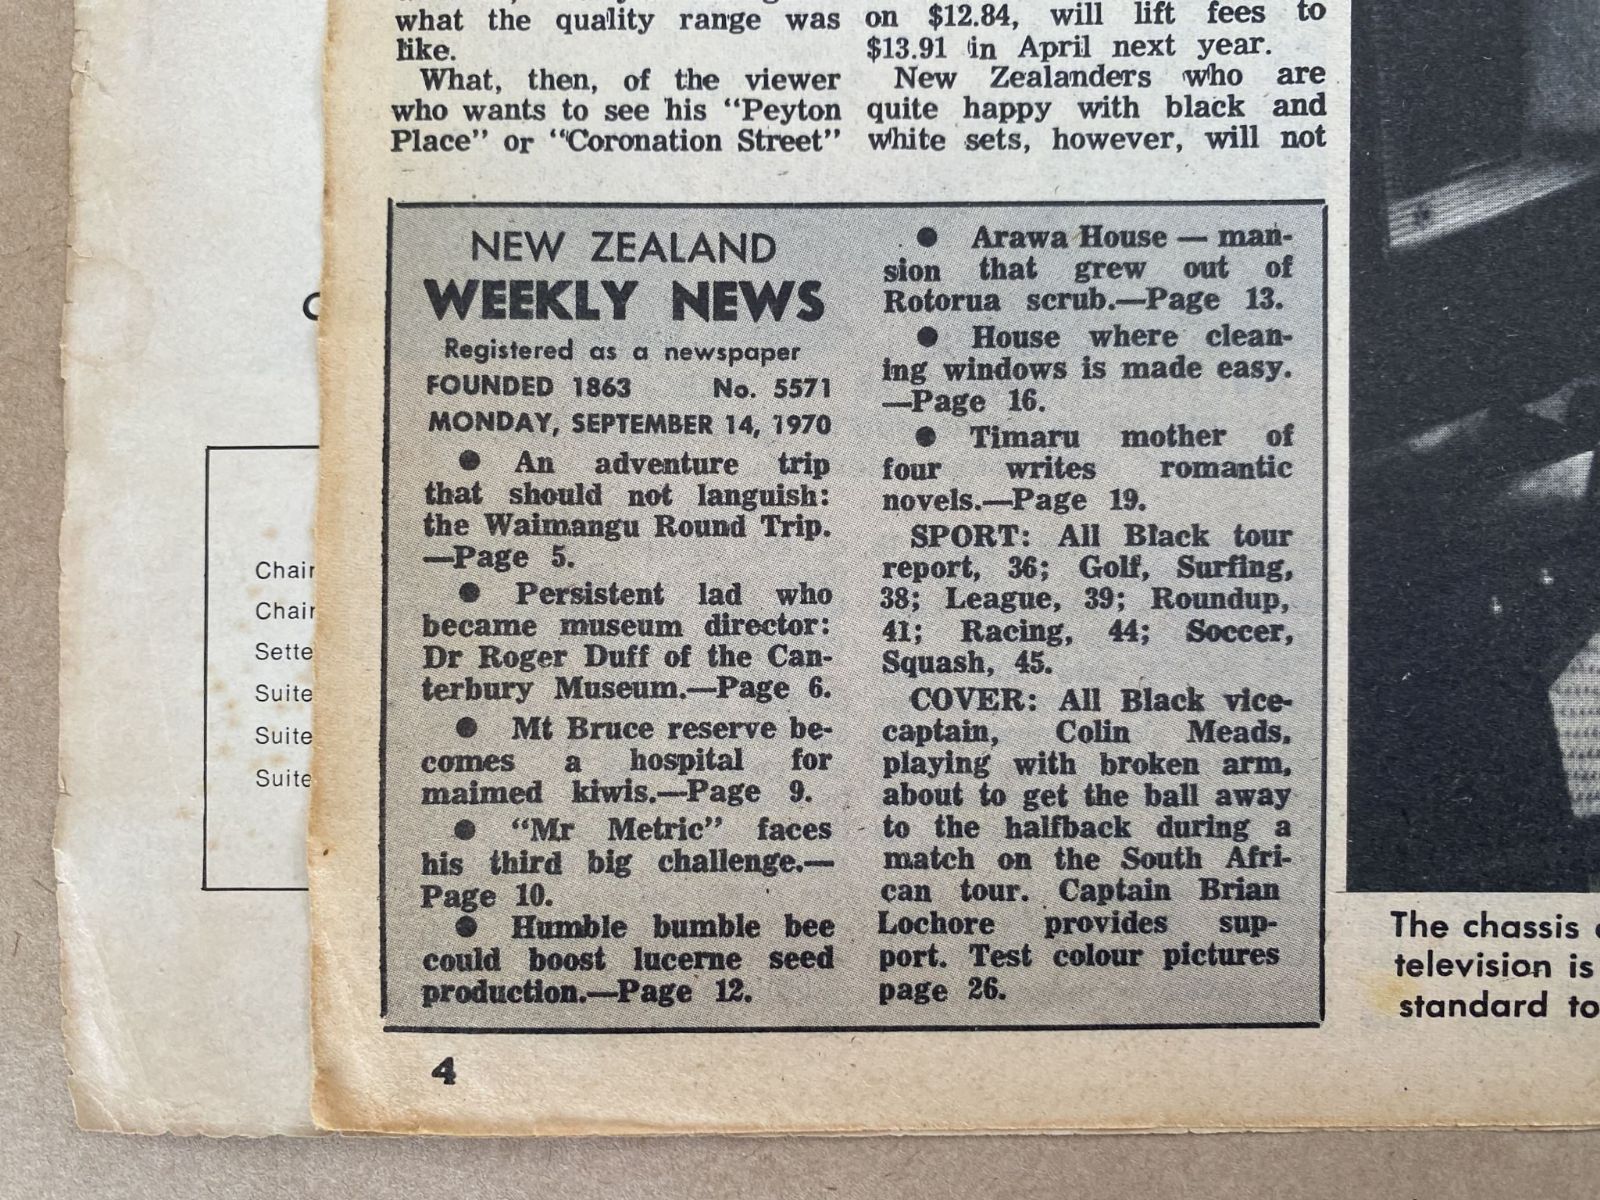 what the quality range was
like.
What, then, of the viewer
who wants to see his "Peyton
Place" or "Coronation Street"
on $12.84, will lift fees to
$13.91 in April next year.
New Zealanders who are
quite happy with black and
white sets, however, will not
NEW ZEALAND
WEEKLY NEWS
Registered as a newspaper
FOUNDED 1863 No. 5571
MONDAY, SEPTEMBER 14, 1970
● An adventure trip
that should not languish:
the Waimangu Round Trip.
—Page 5.
● Persistent lad who
became museum director:
Dr Roger Duff of the Can-
terbury Museum.—Page 6.
● Mt Bruce reserve be-
comes a hospital for
maimed kiwis.—Page 9.
● "Mr Metric" faces
his third big challenge.—
Page 10.
● Humble bumble bee
could boost lucerne seed
production.—Page 12.
● Arawa House — man-
sion that grew out of
Rotorua scrub.—Page 13.
● House where clean-
ing windows is made easy.
—Page 16.
● Timaru mother of
four writes romantic
novels.—Page 19.
SPORT: All Black tour
report, 36; Golf, Surfing,
38; League, 39; Roundup,
41; Racing, 44; Soccer,
Squash, 45.
COVER: All Black vice-
captain, Colin Meads,
playing with broken arm,
about to get the ball away
to the halfback during a
match on the South Afri-
can tour. Captain Brian
Lochore provides sup-
port. Test colour pictures
page 26.
4
The chassis
television is
standard to
Chair
Chair
Sette
Suite
Suite
Suite